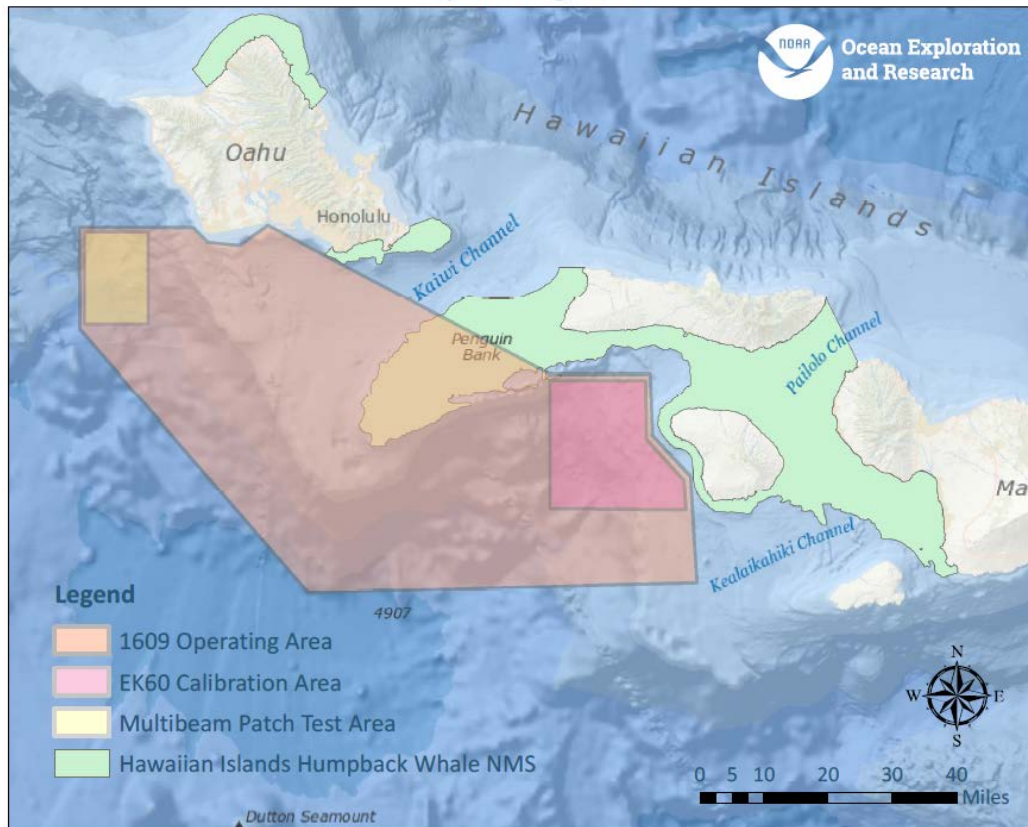 NOAA
Ocean Exploration
and Research
Hawaiian Islands
Oahu
Honolulu
Kaiwi Channel
Penguin
Bank
Pailolo Channel
Ma
Kealaikahiki Channel
4907
Legend
1609 Operating Area
EK60 Calibration Area
Multibeam Patch Test Area
Hawaiian Islands Humpback Whale NMS
N
W
E
S
0 5 10 20 30 40
Miles
Dutton Seamount